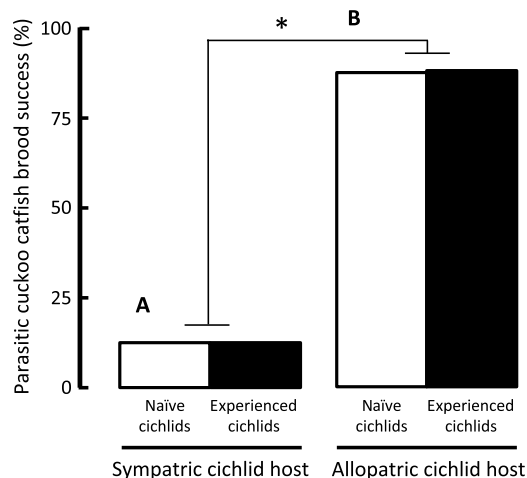 Parasitic cuckoo catfish brood success (%)
100
75
50
25
0
*
B
A
Naïve
cichlids
Experienced
cichlids
Naïve
cichlids
Experienced
cichlids
Sympatric cichlid host
Allopatric cichlid host